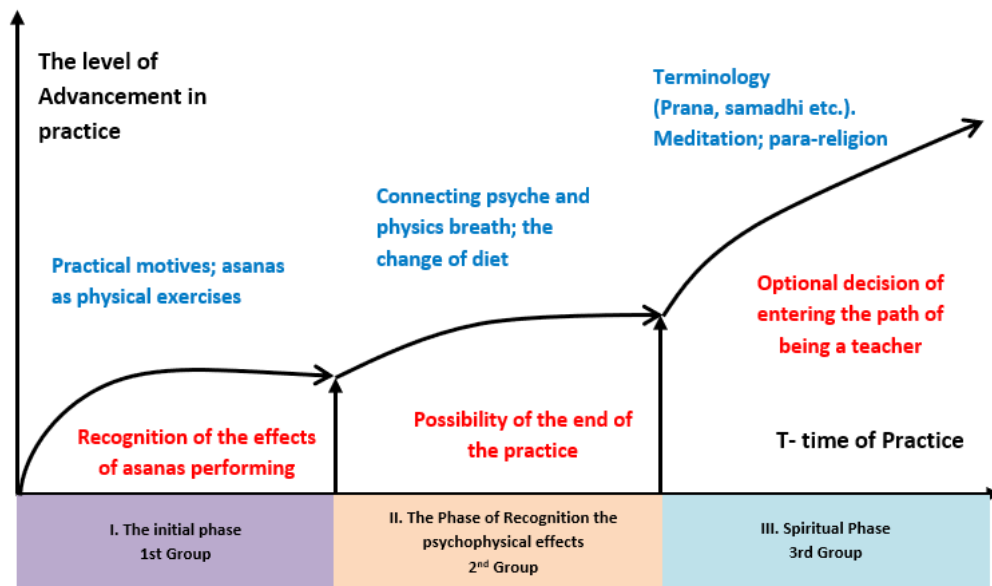 The level of
Advancement in
practice
Terminology
(Prana, samadhi etc.).
Meditation; para-religion
Connecting psyche and
physics breath; the
change of diet
Practical motives; asanas
as physical exercises
Optional decision of
entering the path of
being a teacher
Recognition of the effects
of asanas performing
Possibility of the end of
the practice
T- time of Practice
I. The initial phase
1st Group
II. The Phase of Recognition the
psychophysical effects
2nd Group
III. Spiritual Phase
3rd Group